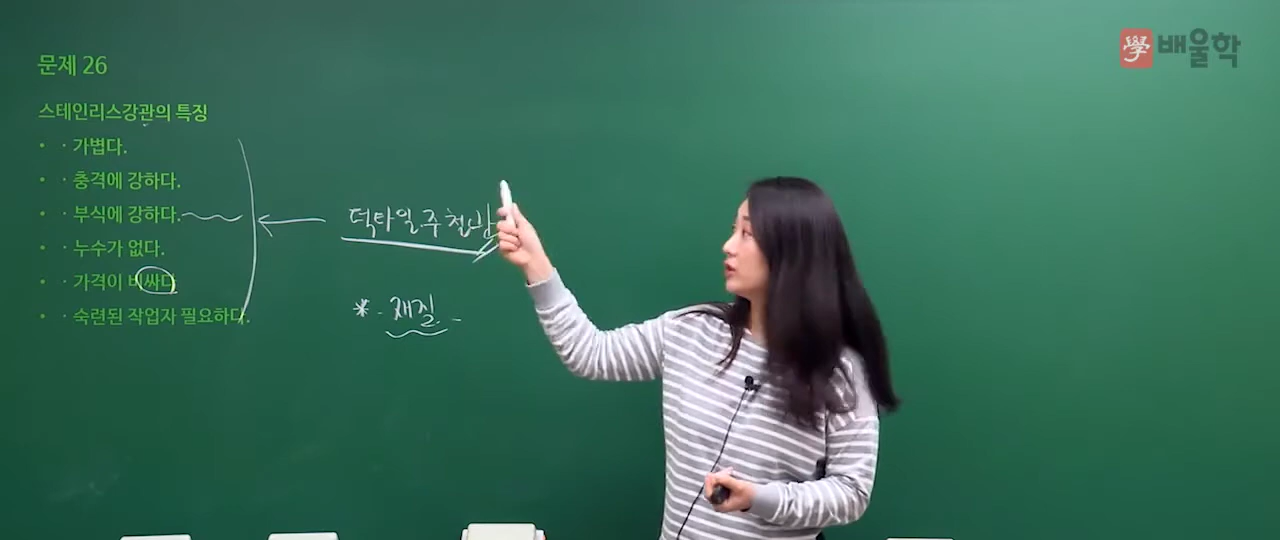 學 배울학
문제 26
스테인리스강관의 특징
• · 가볍다.
• · 충격에 강하다.
• · 부식에 강하다.
• · 누수가 없다.
• · 가격이 비싸다
• · 숙련된 작업자 필요하다.
덕타일주철관
* 재질